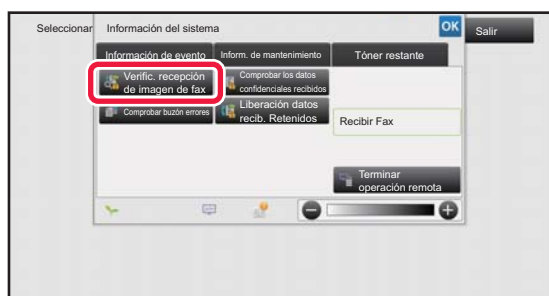 Seleccionar
Información del sistema
OK
Salir
Información de evento
Inform. de mantenimiento
Tóner restante
Verific. recepción
de imagen de fax
Comprobar los datos
confidenciales recibidos
Comprobar buzón errores
Liberación datos
recib. Retenidos
Recibir Fax
Terminar
operación remota